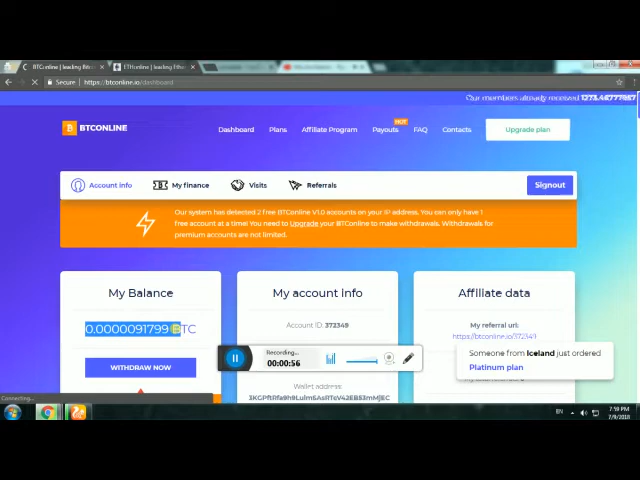 BTConline | leading Bitc
ETHonline | leading Ether
Secure
https://btconline.io/dashboard
Our members already received
BTCONLINE
Dashboard
Plans
Affiliate Program
HOT
Payouts
FAQ
Contacts
Upgrade plan
Account info
My finance
Visits
Referrals
Signout
Our system has detected 2 free BTConline V1.0 accounts on your IP address. You can only have 1
free account at a time! You need to Upgrade your BTConline to make withdrawals. Withdrawals for
premium accounts are not limited.
My Balance
0.0000091799 BTC
WITHDRAW NOW
My account info
Account ID: 372349
Wallet address
Affiliate data
My referral url:
https://btconline.io/372349
Recording...
00:00:56
Someone from Iceland just ordered
Platinum plan
Connecting...
EN
7:59 PM
7/9/2018